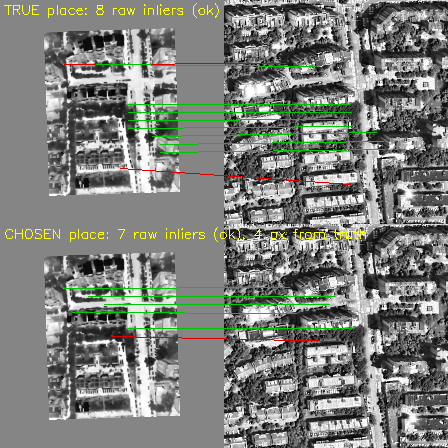 TRUE place: 8 raw inliers (ok)
CHOSEN place: 7 raw inliers (ok), 4 px from truth